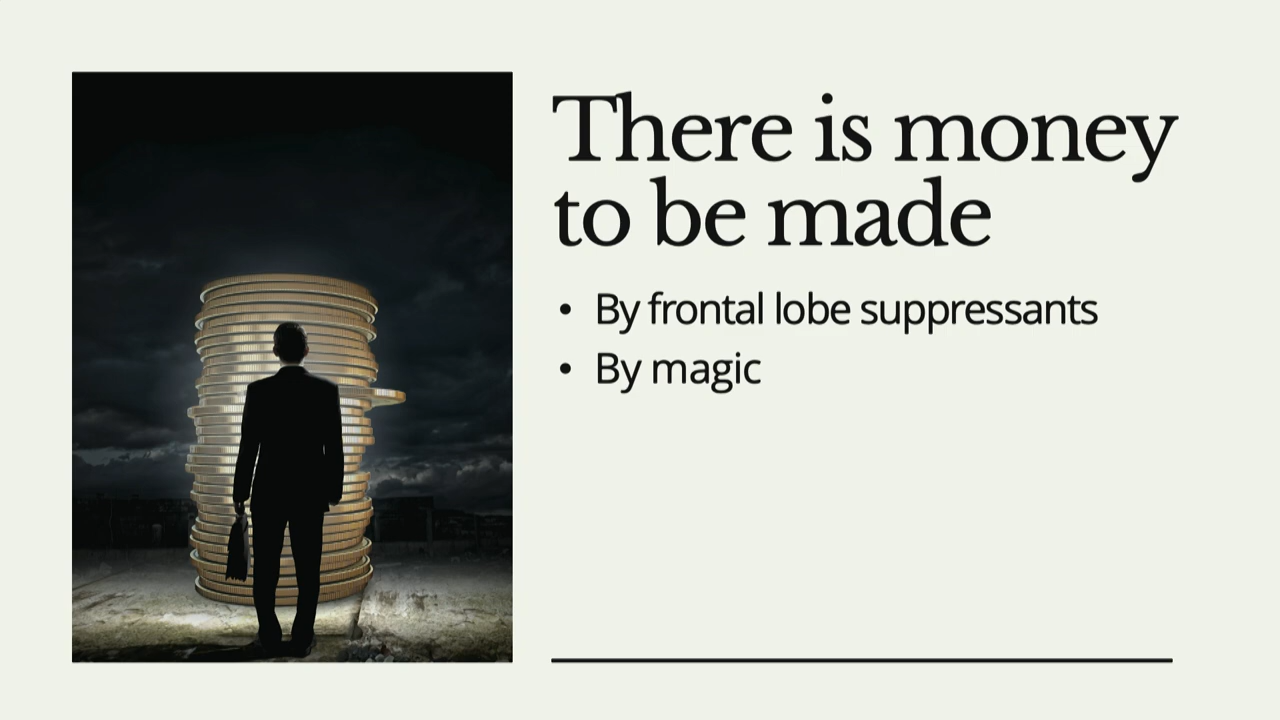 There is money
to be made
• By frontal lobe suppressants
• By magic